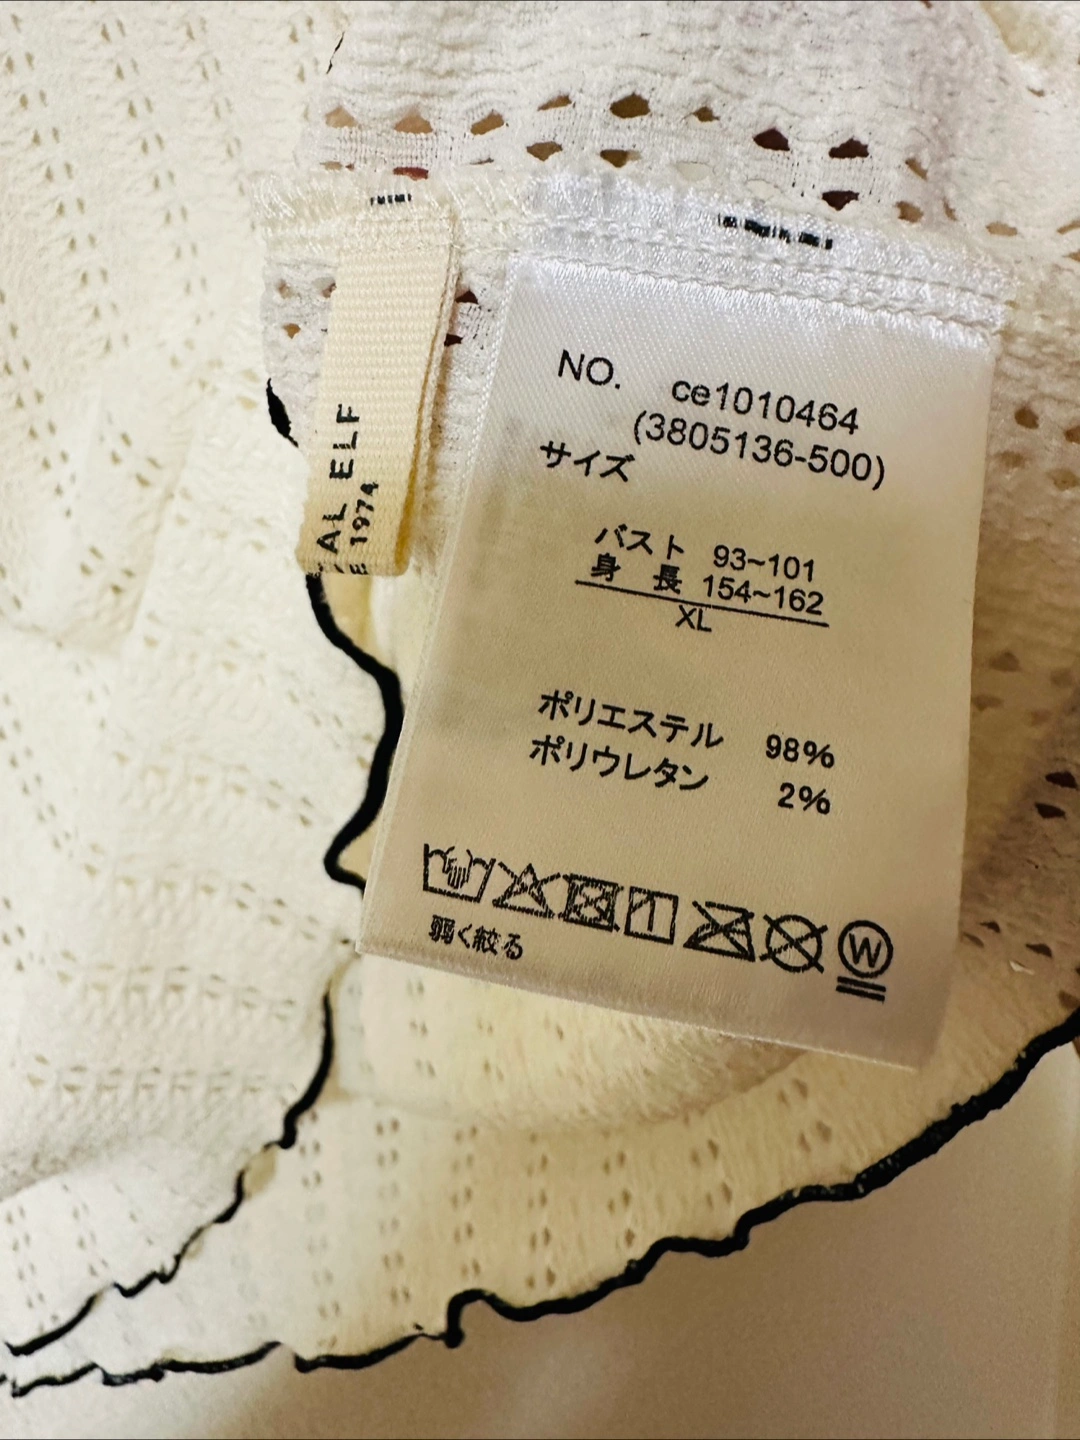 AL ELF
E 1974
NO. ce1010464
(3805136-500)
サイズ
バスト 93~101
身 長 154~162
XL
ポリエステル 98%
ポリウレタン 2%
弱く絞る
W